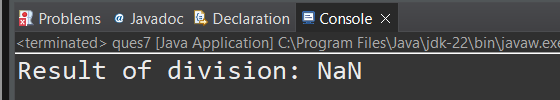 Problems @ Javadoc Declaration Console
<terminated> ques7 [Java Application] C:\Program Files\Java\jdk-22\bin\javaw.exe
Result of division: NaN